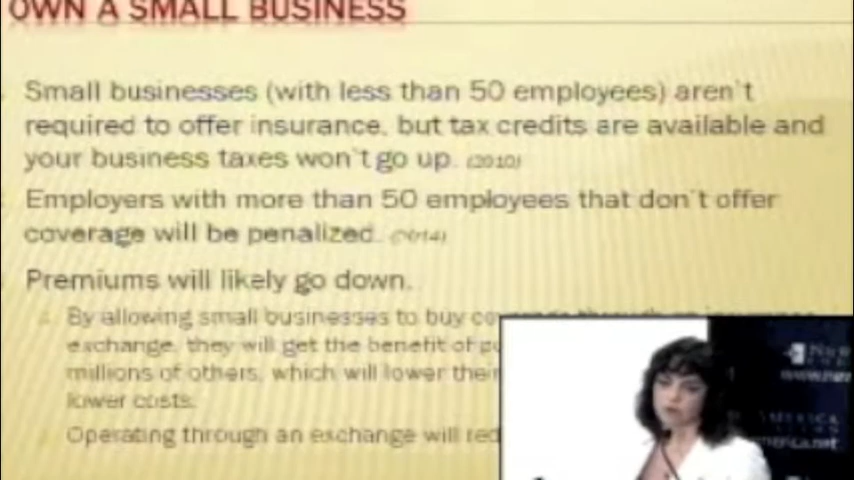 OWN A SMALL BUSINESS
Small businesses (with less than 50 employees) aren't
required to offer insurance, but tax credits are available and
your business taxes won't go up. (2010)
Employers with more than 50 employees that don't offer
coverage will be penalized. (2014)
Premiums will likely go down.
By allowing small businesses to buy
exchange, they will get the benefit of
millions of others, which will lower their
lower costs.
Operating through an exchange will
AMERICA